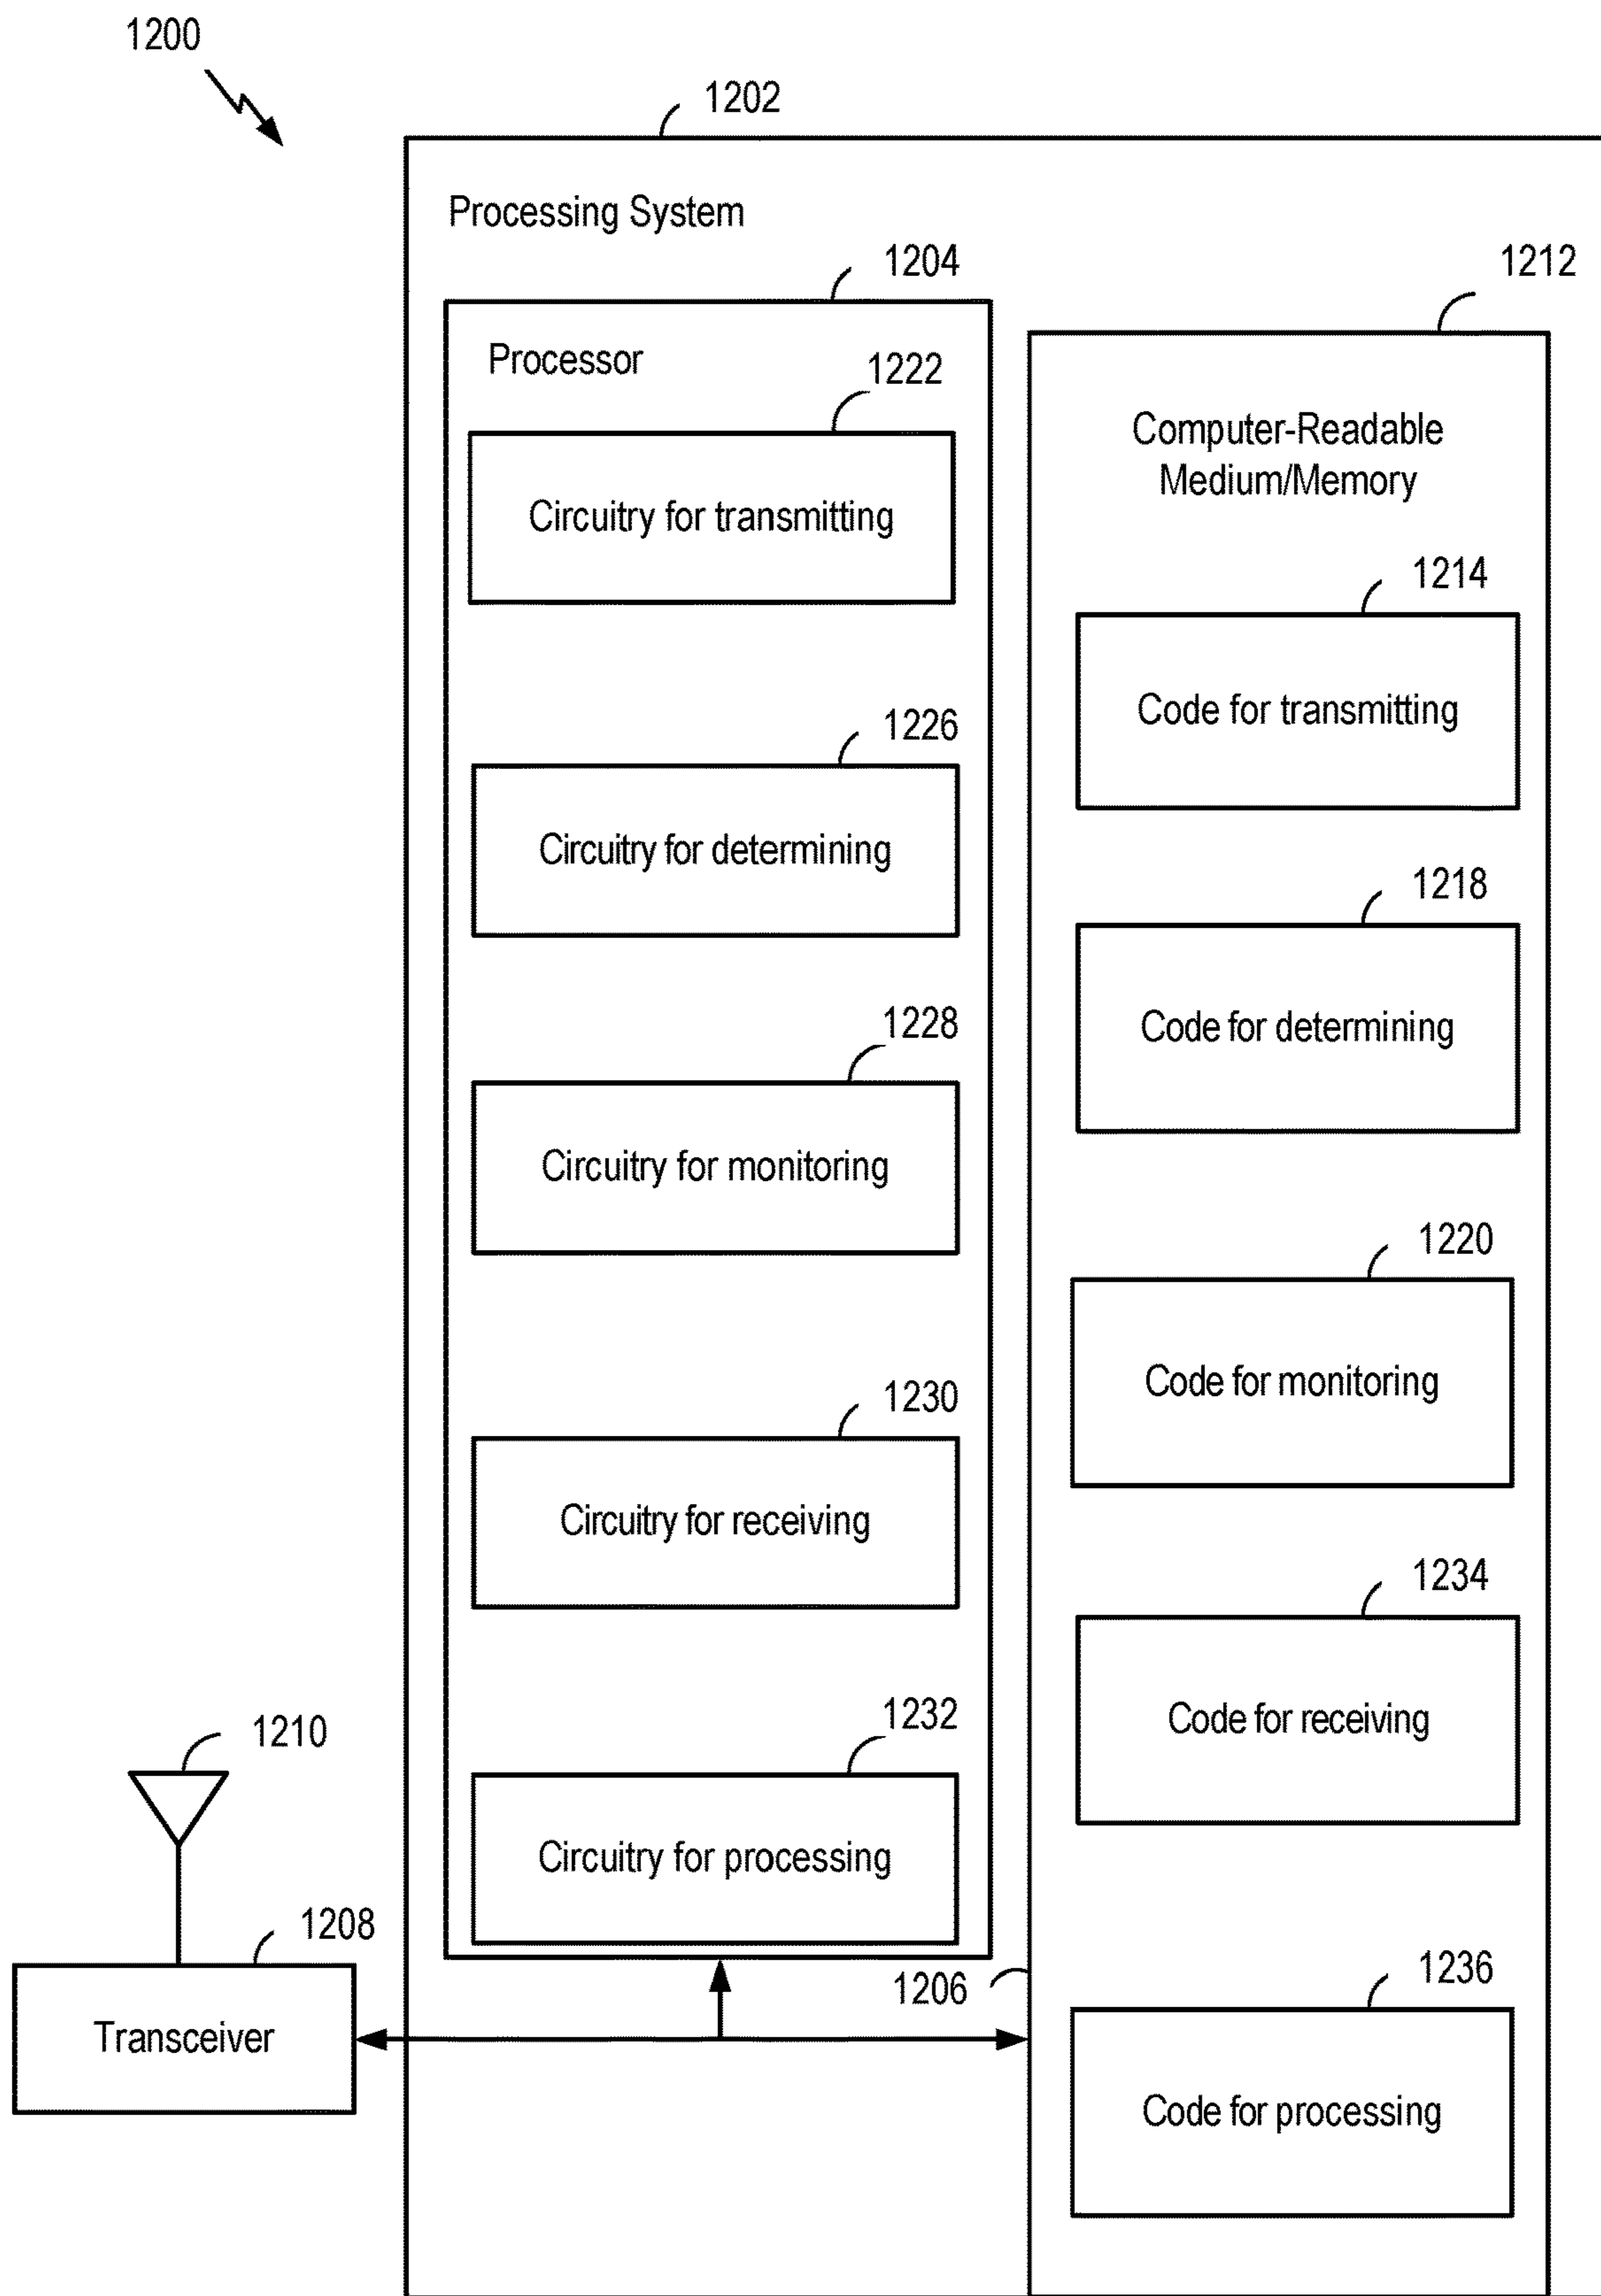 1200
1202
Processing System
1204
1212
Processor
1222
Computer-Readable
Medium/Memory
Circuitry for transmitting
1214
Code for transmitting
1226
Circuitry for determining
1218
Code for determining
1228
Circuitry for monitoring
1220
Code for monitoring
1230
Circuitry for receiving
1234
Code for receiving
1232
Circuitry for processing
1210
1208
Transceiver
1206
1236
Code for processing